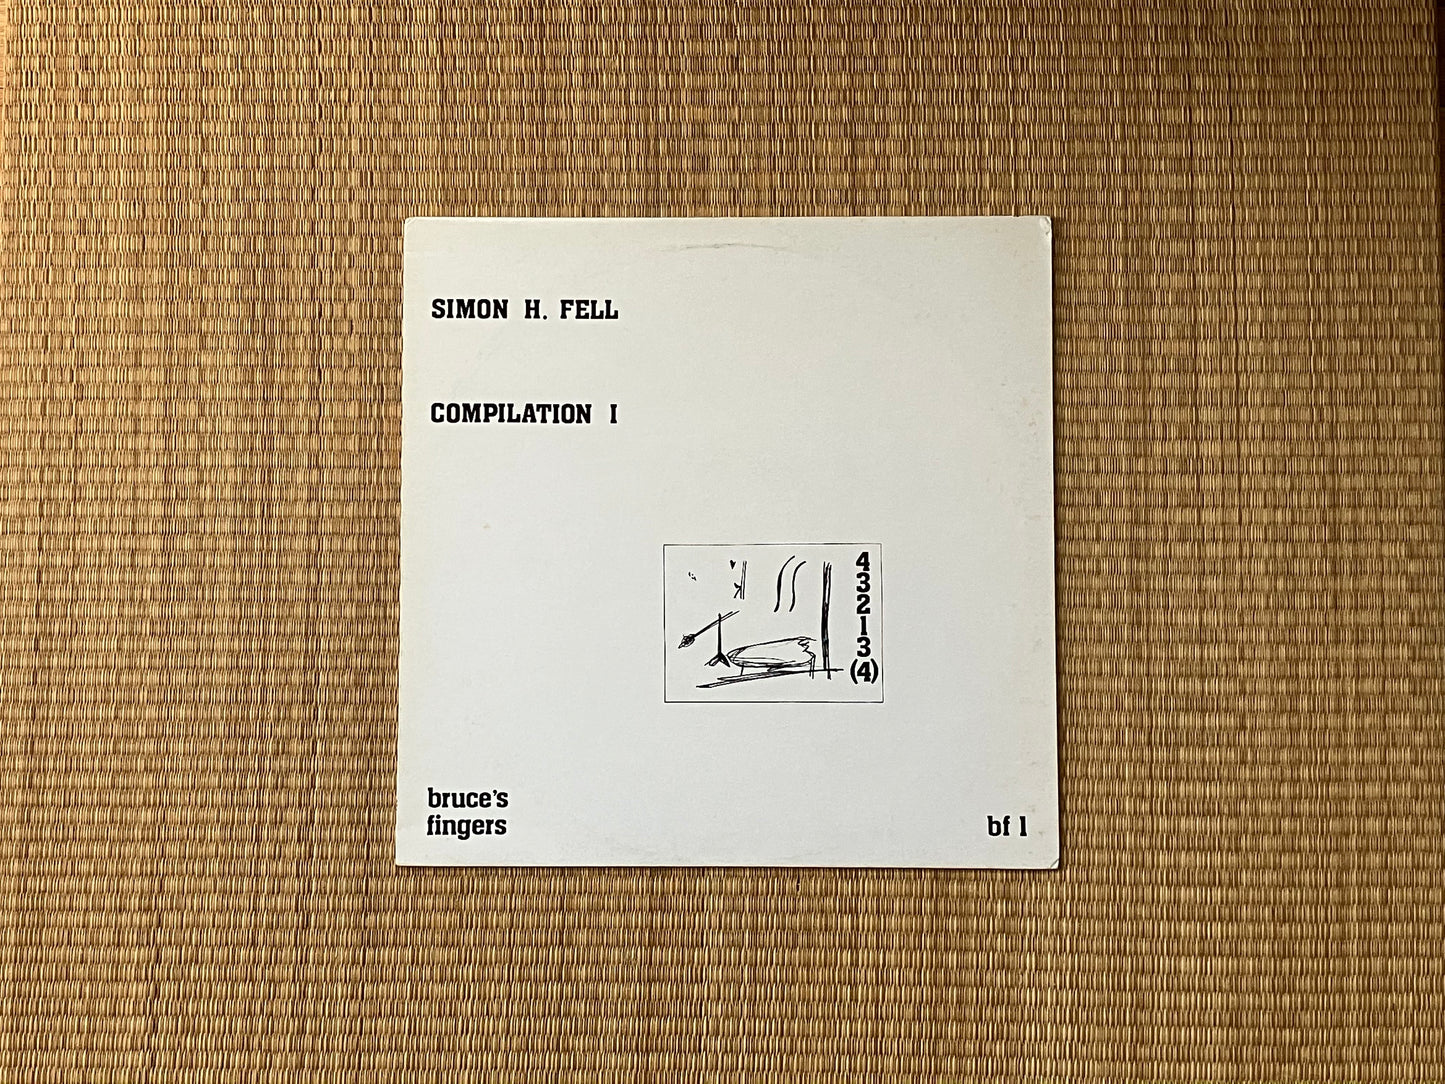 SIMON H. FELL
COMPILATION I
4
3
2
1
3
(4)
bruce's
fingers
bf 1